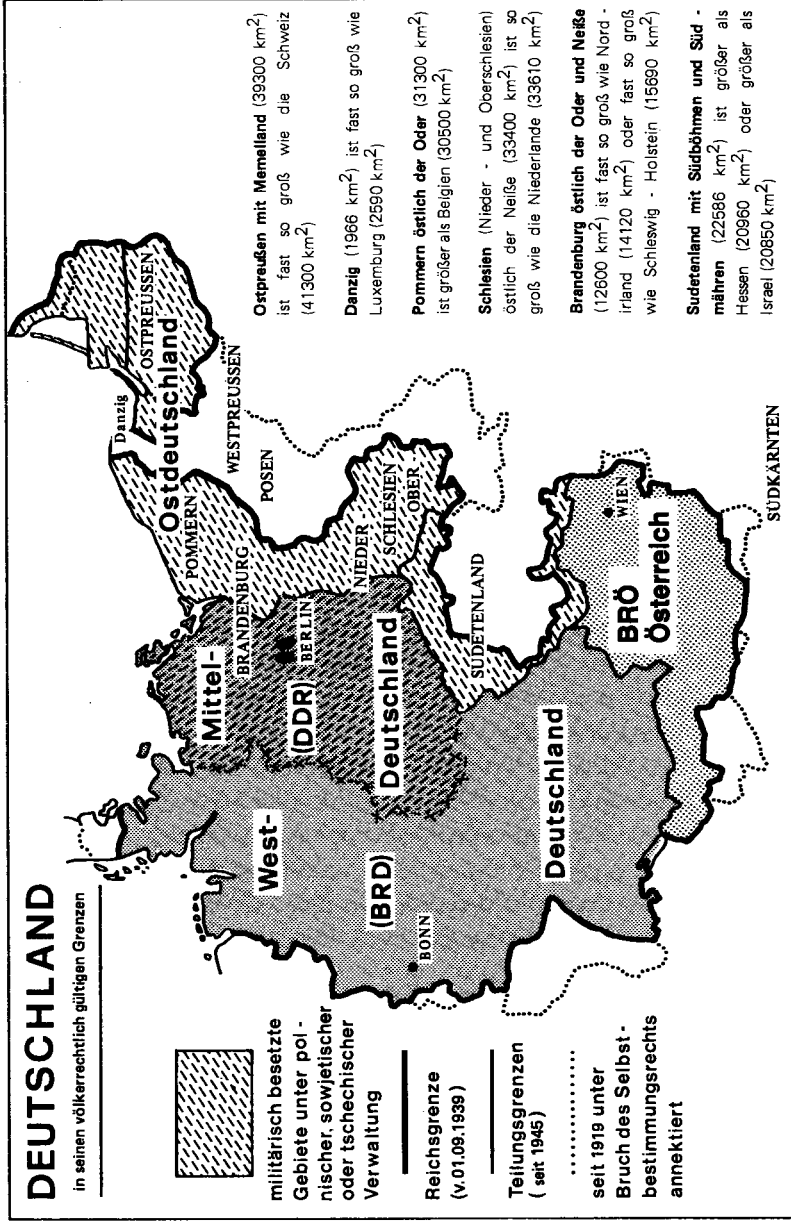 DEUTSCHLAND
in seinen völkerrechtlich gültigen Grenzen
militärisch besetzte
Gebiete unter pol -
nischer, sowjetischer
oder tschechischer
Verwaltung
Reichsgrenze
(v.01.09.1939)
Teilungsgrenzen
( seit 1945)
seit 1919 unter
Bruch des Selbst-
bestimmungsrechts
annektiert
West-
(BRD)
Deutschland
BONN
Mittel-
(DDR)
Deutschland
BRANDENBURG
BERLIN
POMMERN
Ostdeutschland
Danzig
OSTPREUSSEN
WESTPREUSSEN
POSEN
NIEDER
SCHLESIEN
OBER
SUDETENLAND
BRÖ
Österreich
WIEN
SÜDKÄRNTEN
Ostpreußen mit Memelland (39300 km²)
ist fast so groß wie die Schweiz
(41300 km²)
Danzig (1966 km²) ist fast so groß wie
Luxemburg (2590 km²)
Pommern östlich der Oder (31300 km²)
ist größer als Belgien (30500 km²)
Schlesien (Nieder - und Oberschlesien)
östlich der Neiße (33400 km²) ist so
groß wie die Niederlande (33610 km²)
Brandenburg östlich der Oder und Neiße
(12600 km²) ist fast so groß wie Nord -
irland (14120 km²) oder fast so groß
wie Schleswig - Holstein (15690 km²)
Sudetenland mit Südböhmen und Süd -
mähren (22586 km²) ist größer als
Hessen (20960 km²) oder größer als
Israel (20850 km²)